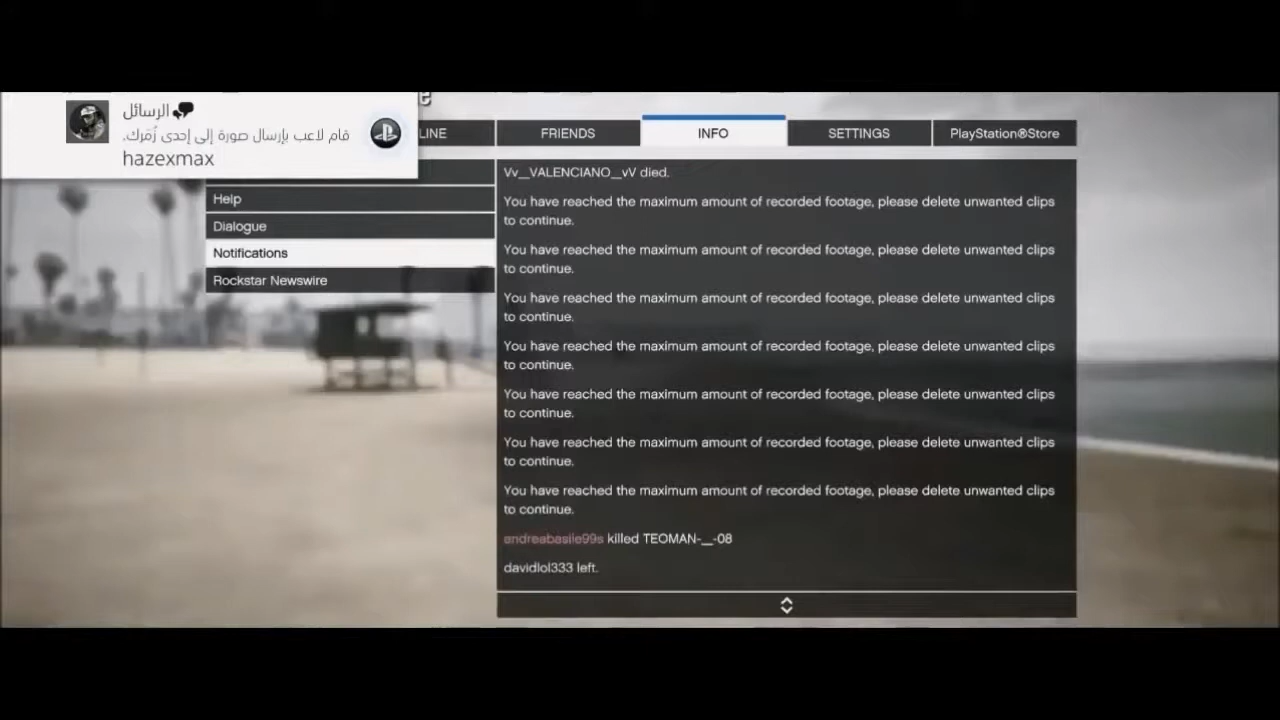 الرسائل
قام لاعب بإرسال صورة إلى إحدى زُمَرك.
hazexmax
LINE
FRIENDS
INFO
SETTINGS
PlayStation®Store
Help
Dialogue
Notifications
Rockstar Newswire
Vv__VALENCIANO__vV died.
You have reached the maximum amount of recorded footage, please delete unwanted clips
to continue.
You have reached the maximum amount of recorded footage, please delete unwanted clips
to continue.
You have reached the maximum amount of recorded footage, please delete unwanted clips
to continue.
You have reached the maximum amount of recorded footage, please delete unwanted clips
to continue.
You have reached the maximum amount of recorded footage, please delete unwanted clips
to continue.
You have reached the maximum amount of recorded footage, please delete unwanted clips
to continue.
You have reached the maximum amount of recorded footage, please delete unwanted clips
to continue.
andreabasile99s killed TEOMAN-__-08
davidlol333 left.